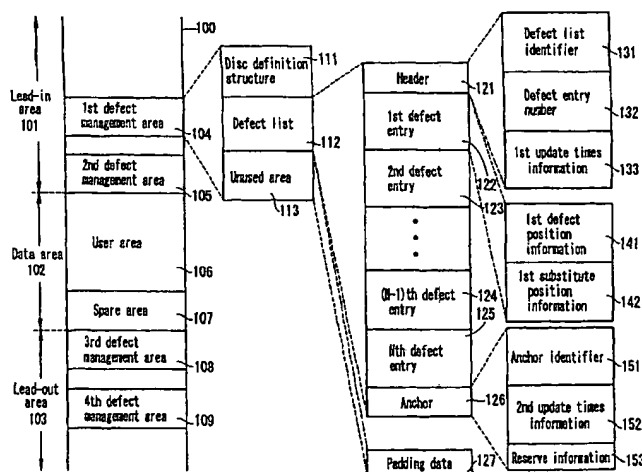 100
Lead-in
area
101
1st defect
management area
104
2nd defect
management area
105
Data area
102
User area
106
Spare area
107
Lead-out
area
103
3rd defect
management area
108
4th defect
management area
109
Disc definition
structure
111
Defect list
112
Unused area
113
Header
121
1st defect
entry
122
2nd defect
entry
123
(N-1)th defect
entry
124
125
Nth defect
entry
Anchor
126
Padding data
127
Defect list
identifier
131
Defect entry
number
132
1st update times
information
133
1st defect
position
information
141
1st substitute
position
information
142
Anchor identifier
151
2nd update times
information
152
Reserve information
153